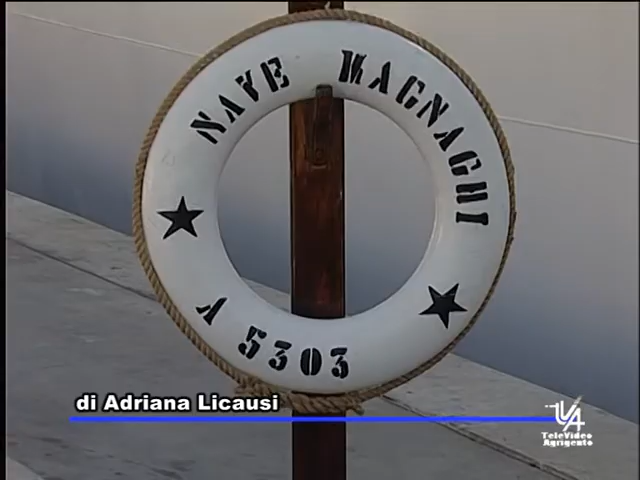 NAVE MAGNAGHI
A 5303
di Adriana Licausi
TeleVideo
Agrigento